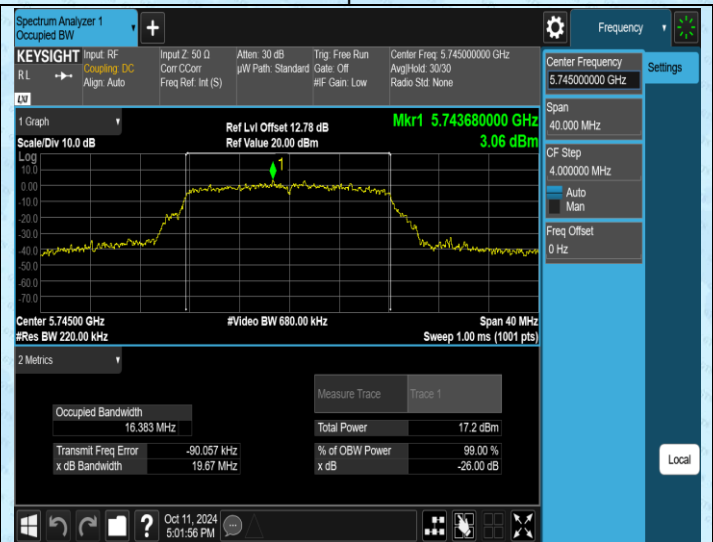 Spectrum Analyzer 1
Occupied BW
+
Frequency
KEYSIGHT
RL
LXI
Input: RF
Coupling: DC
Align: Auto
Input Z: 50 Ω
Corr CCorr
Freq Ref: Int (S)
Atten: 30 dB
µW Path: Standard
Trig: Free Run
Gate: Off
#IF Gain: Low
Center Freq: 5.745000000 GHz
Avg|Hold: 30/30
Radio Std: None
Center Frequency
5.745000000 GHz
Settings
Span
40.000 MHz
CF Step
4.000000 MHz
Auto
Man
Freq Offset
0 Hz
Local
1 Graph
Scale/Div 10.0 dB
Ref Lvl Offset 12.78 dB
Ref Value 20.00 dBm
Mkr1 5.743680000 GHz
3.06 dBm
Log
10.0
0.00
-10.0
-20.0
-30.0
-40.0
-50.0
-60.0
-70.0
1
Center 5.74500 GHz
#Res BW 220.00 kHz
#Video BW 680.00 kHz
Span 40 MHz
Sweep 1.00 ms (1001 pts)
2 Metrics
Measure Trace Trace 1
Occupied Bandwidth
16.383 MHz
Total Power 17.2 dBm
Transmit Freq Error -90.057 kHz
% of OBW Power 99.00 %
x dB Bandwidth 19.67 MHz
x dB -26.00 dB
?
Oct 11, 2024
5:01:56 PM